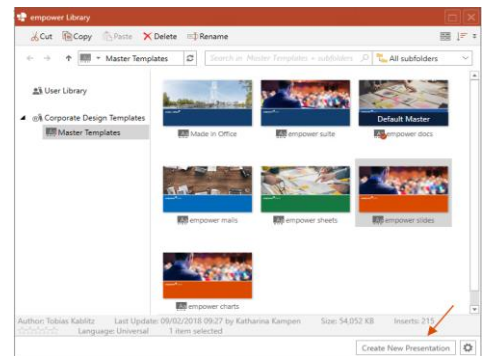 empower Library
Cut Copy Paste Delete Rename
Master Templates Search in Master Templates + subfolders All subfolders
User Library
Corporate Design Templates
Master Templates
Made in Office
empower suite
Default Master
empower docs
empower mails
empower sheets
empower slides
empower charts
Author: Tobias Kablitz Last Update: 09/02/2018 09:27 by Katharina Kampen Size: 54,052 KB Inserts: 215
Language: Universal 1 item selected
Create New Presentation